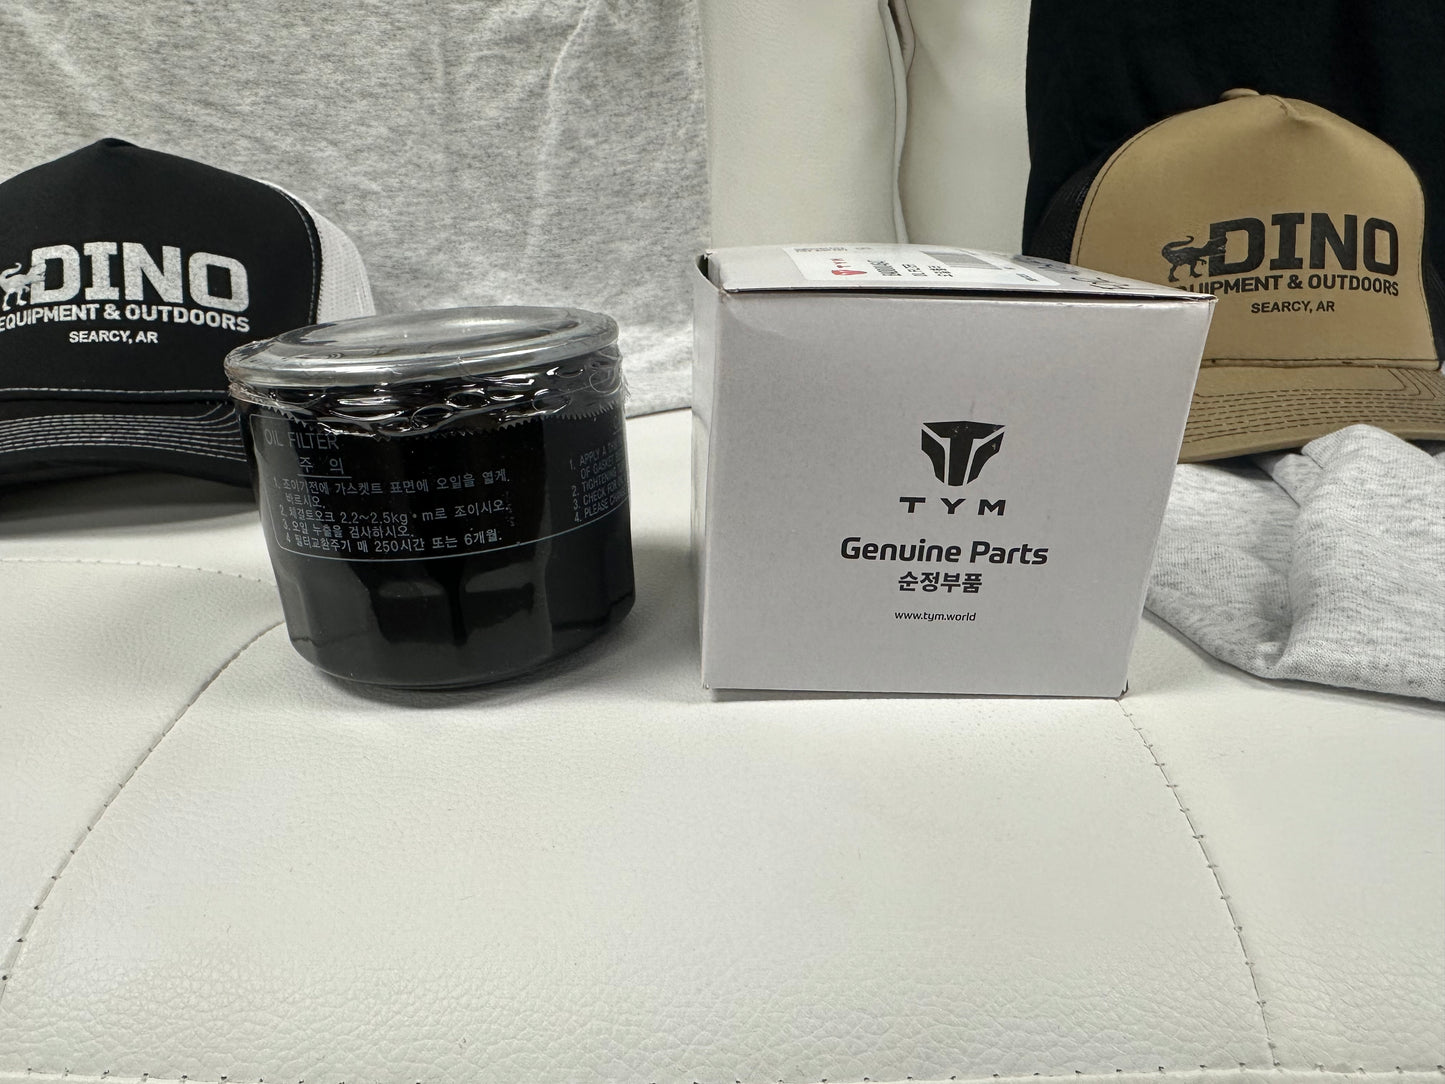 DINO
EQUIPMENT & OUTDOORS
SEARCY, AR
OIL FILTER
주 의
1. 조이기전에 가스켓트 표면에 오일을 엷게.
바르시오.
2. 체결토오크 2.2~2.5kg·m로 조이시오.
3. 오일 누출을 검사하시오.
4 필터교환주기 매 250시간 또는 6개월.
1. APPLY A
OF GASKET
2. TIGHTENING
3. CHECK FOR
4. PLEASE
TYM
TYM
Genuine Parts
순정부품
www.tym.world
DINO
EQUIPMENT & OUTDOORS
SEARCY, AR